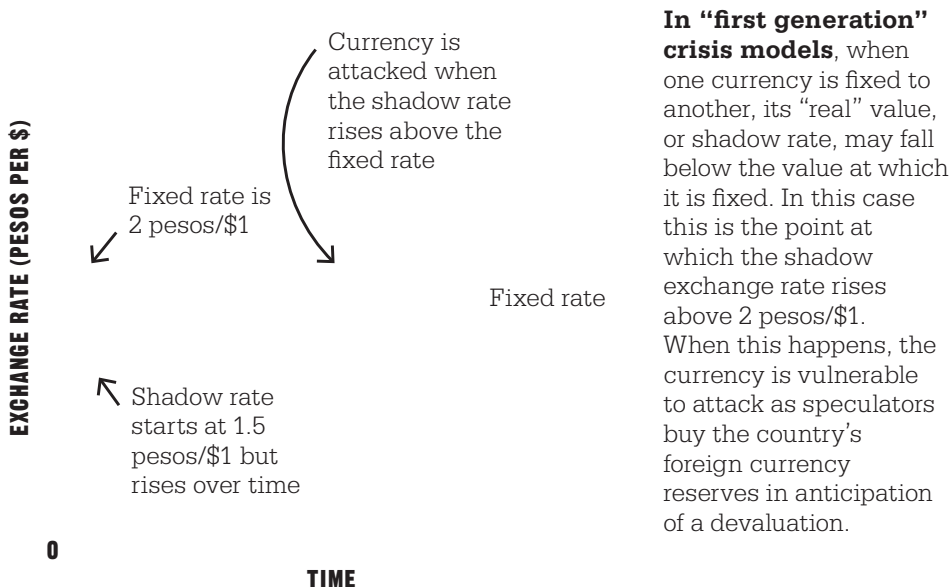 EXCHANGE RATE (PESOS PER $)
Currency is
attacked when
the shadow rate
rises above the
fixed rate
Fixed rate is
2 pesos/$1
Fixed rate
Shadow rate
starts at 1.5
pesos/$1 but
rises over time
0
TIME
In “first generation”
crisis models, when
one currency is fixed to
another, its “real” value,
or shadow rate, may fall
below the value at which
it is fixed. In this case
this is the point at
which the shadow
exchange rate rises
above 2 pesos/$1.
When this happens, the
currency is vulnerable
to attack as speculators
buy the country’s
foreign currency
reserves in anticipation
of a devaluation.